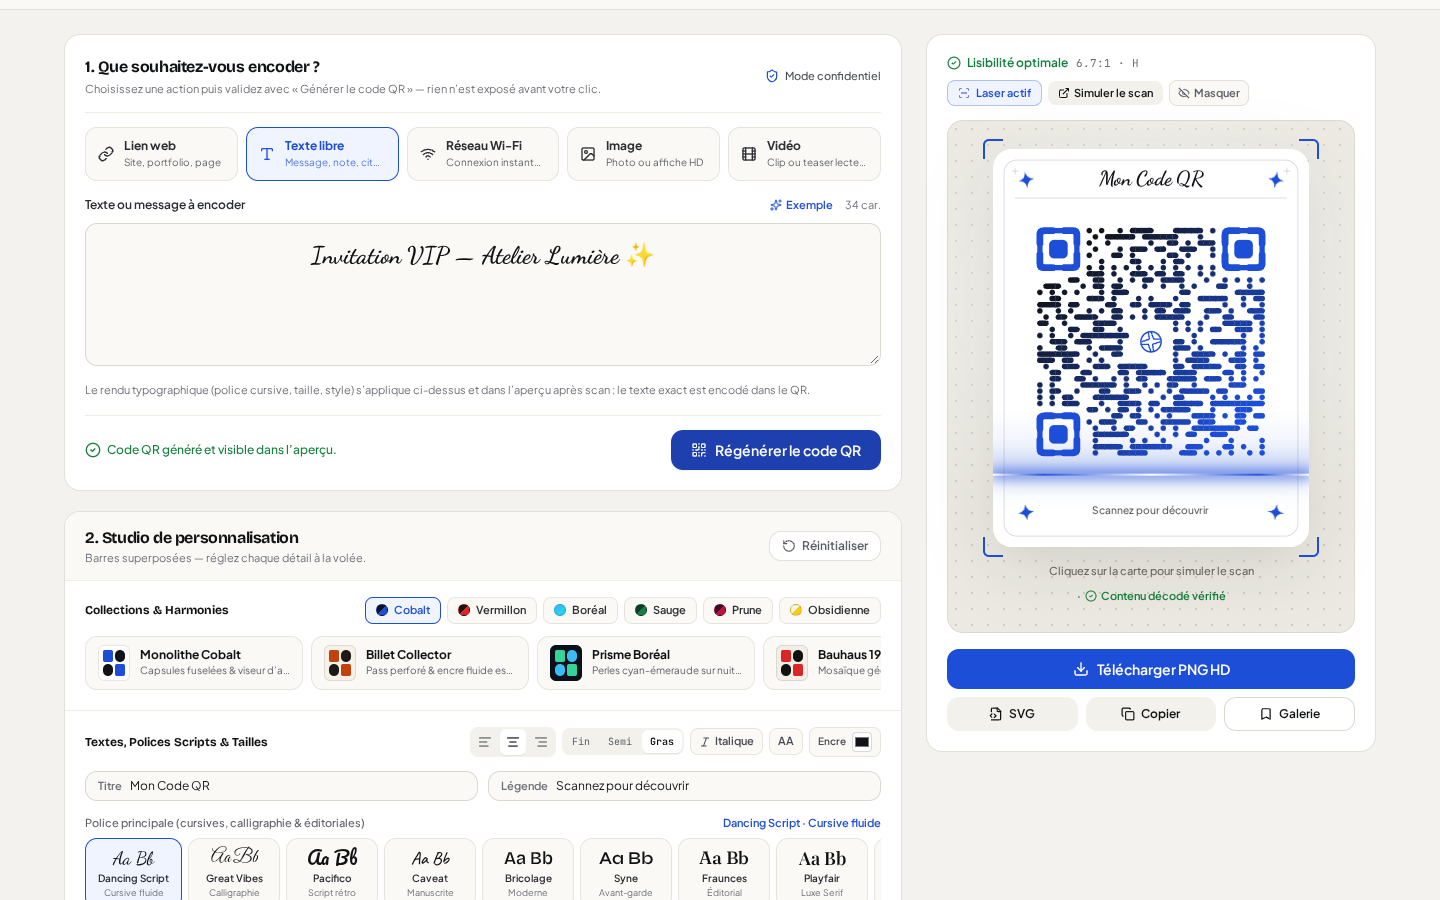 1. Que souhaitez-vous encoder ?
Choisissez une action puis validez avec « Générer le code QR » — rien n'est exposé avant votre clic.
Mode confidentiel
Lien web
Site, portfolio, page
Texte libre
Message, note, cit...
Réseau Wi-Fi
Connexion instant...
Image
Photo ou affiche HD
Vidéo
Clip ou teaser lecte...
Texte ou message à encoder
Exemple
34 car.
Invitation VIP — Atelier Lumière ✨
Le rendu typographique (police cursive, taille, style) s'applique ci-dessus et dans l'aperçu après scan ; le texte exact est encodé dans le QR.
Code QR généré et visible dans l'aperçu.
Régénérer le code QR
2. Studio de personnalisation
Barres superposées — réglez chaque détail à la volée.
Réinitialiser
Collections & Harmonies
Cobalt
Vermillon
Boréal
Sauge
Prune
Obsidienne
Monolithe Cobalt
Capsules fuselées & viseur d'a...
Billet Collector
Pass perforé & encre fluide es...
Prisme Boréal
Perles cyan-émeraude sur nuit...
Bauhaus 19
Mosaïque gé
Textes, Polices Scripts & Tailles
Fin
Semi
Gras
Italique
AA
Encre
Titre
Mon Code QR
Légende
Scannez pour découvrir
Police principale (cursives, calligraphie & éditoriales)
Dancing Script · Cursive fluide
Aa Bb
Dancing Script
Cursive fluide
Aa Bb
Great Vibes
Calligraphie
Aa Bb
Pacifico
Script rétro
Aa Bb
Caveat
Manuscrite
Aa Bb
Bricolage
Moderne
Aa Bb
Syne
Avant-garde
Aa Bb
Fraunces
Éditorial
Aa Bb
Playfair
Luxe Serif
Lisibilité optimale
6.7:1 · H
Laser actif
Simuler le scan
Masquer
Mon Code QR
Scannez pour découvrir
Cliquez sur la carte pour simuler le scan
· Contenu décodé vérifié
Télécharger PNG HD
SVG
Copier
Galerie